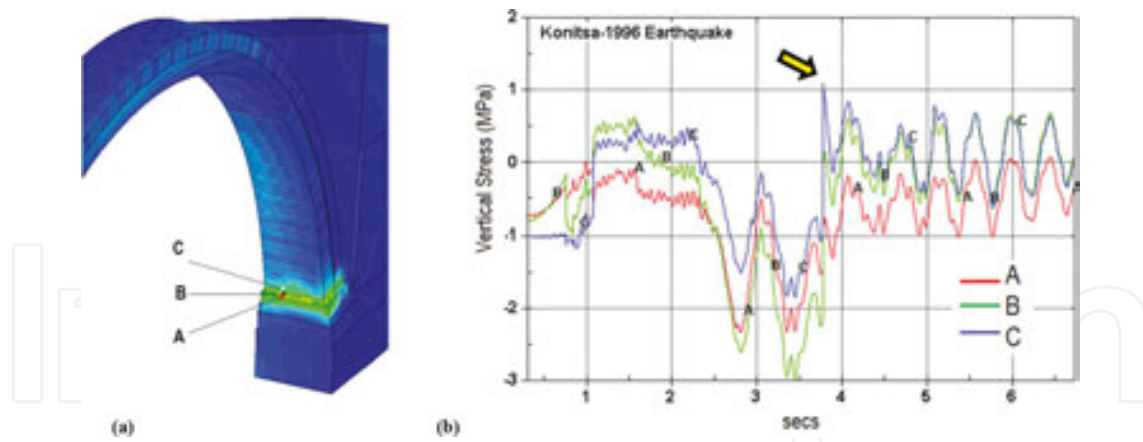 C
B
A
(a)
Konitsa-1996 Earthquake
Vertical Stress (MPa)
2
1
0
-1
-2
-3
1
2
3
4
5
6
secs
A
B
C
(b)